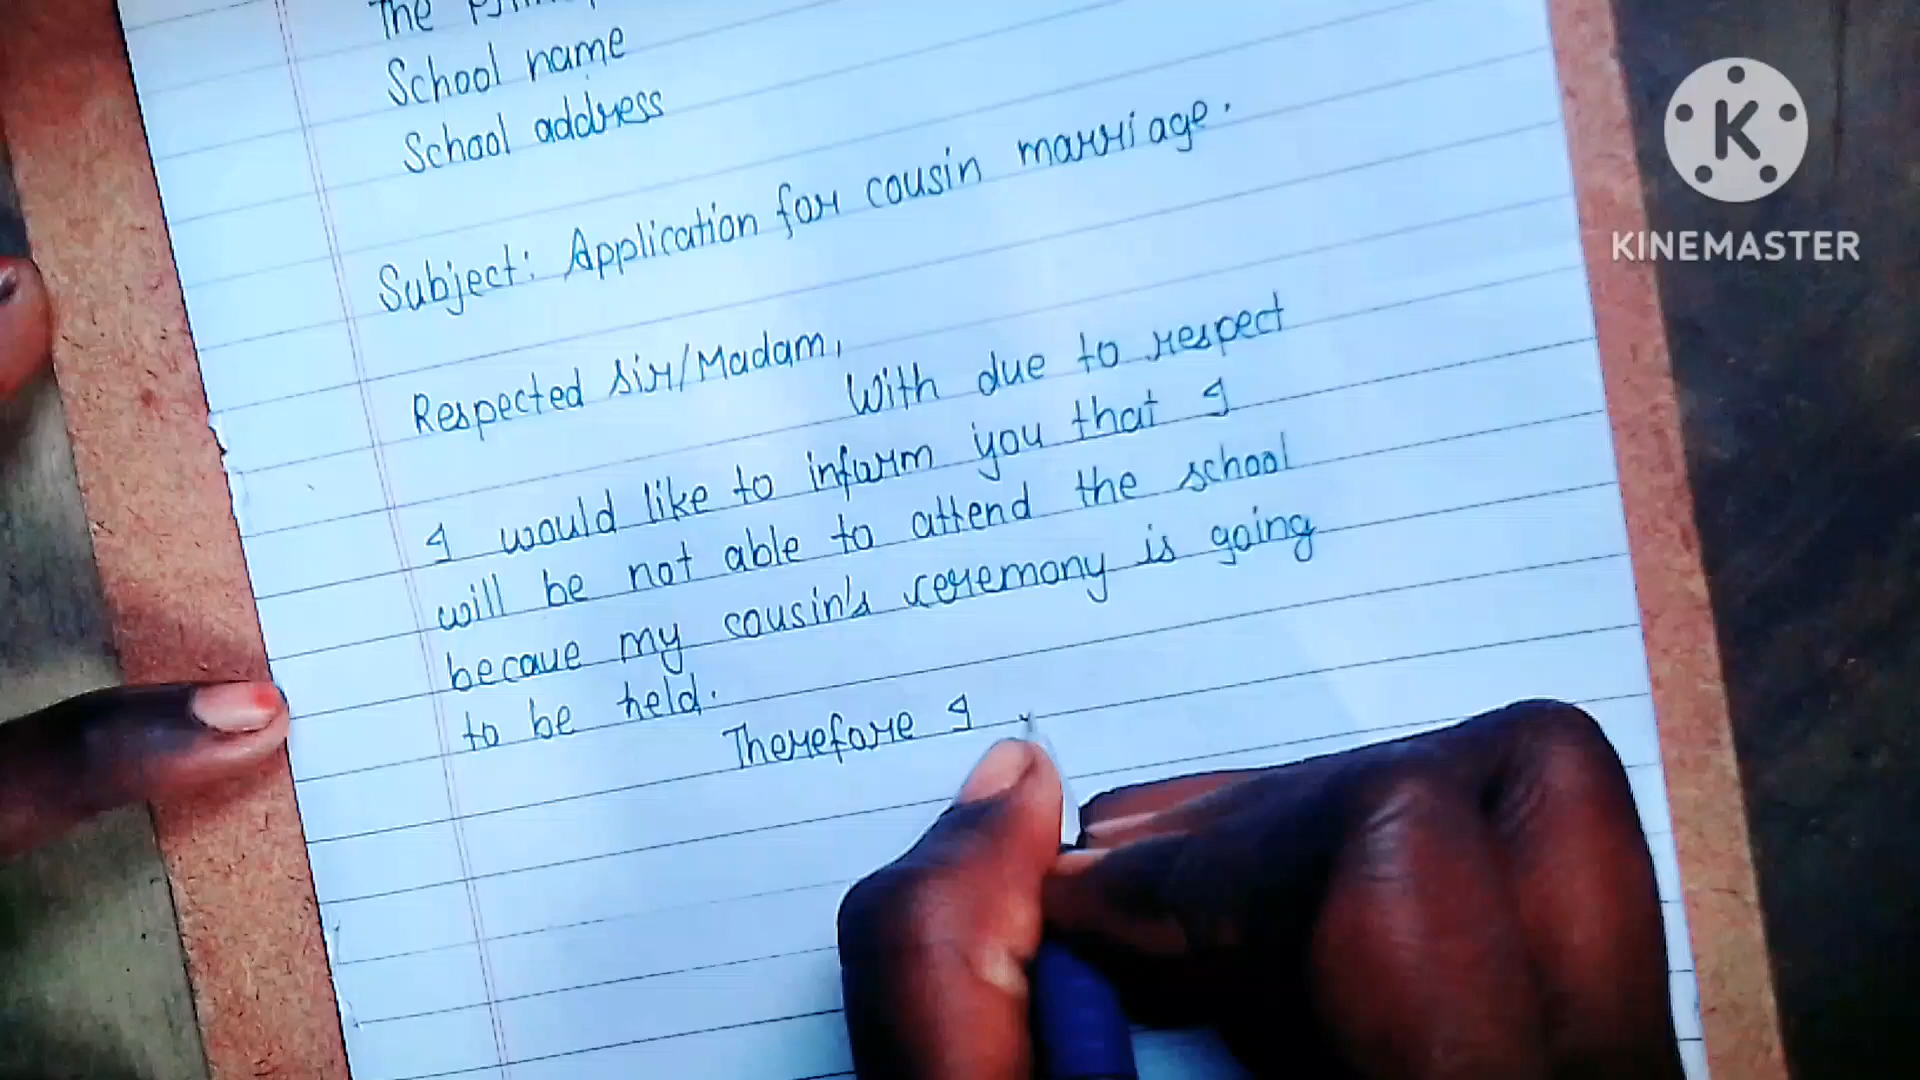 The
School name
School address
Subject: Application for cousin marriage.
Respected Sir/Madam,
With due to respect
I would like to inform you that I
will be not able to attend the school
becaue my cousin's ceremony is going
to be held.
Therefore I
K
KINEMASTER